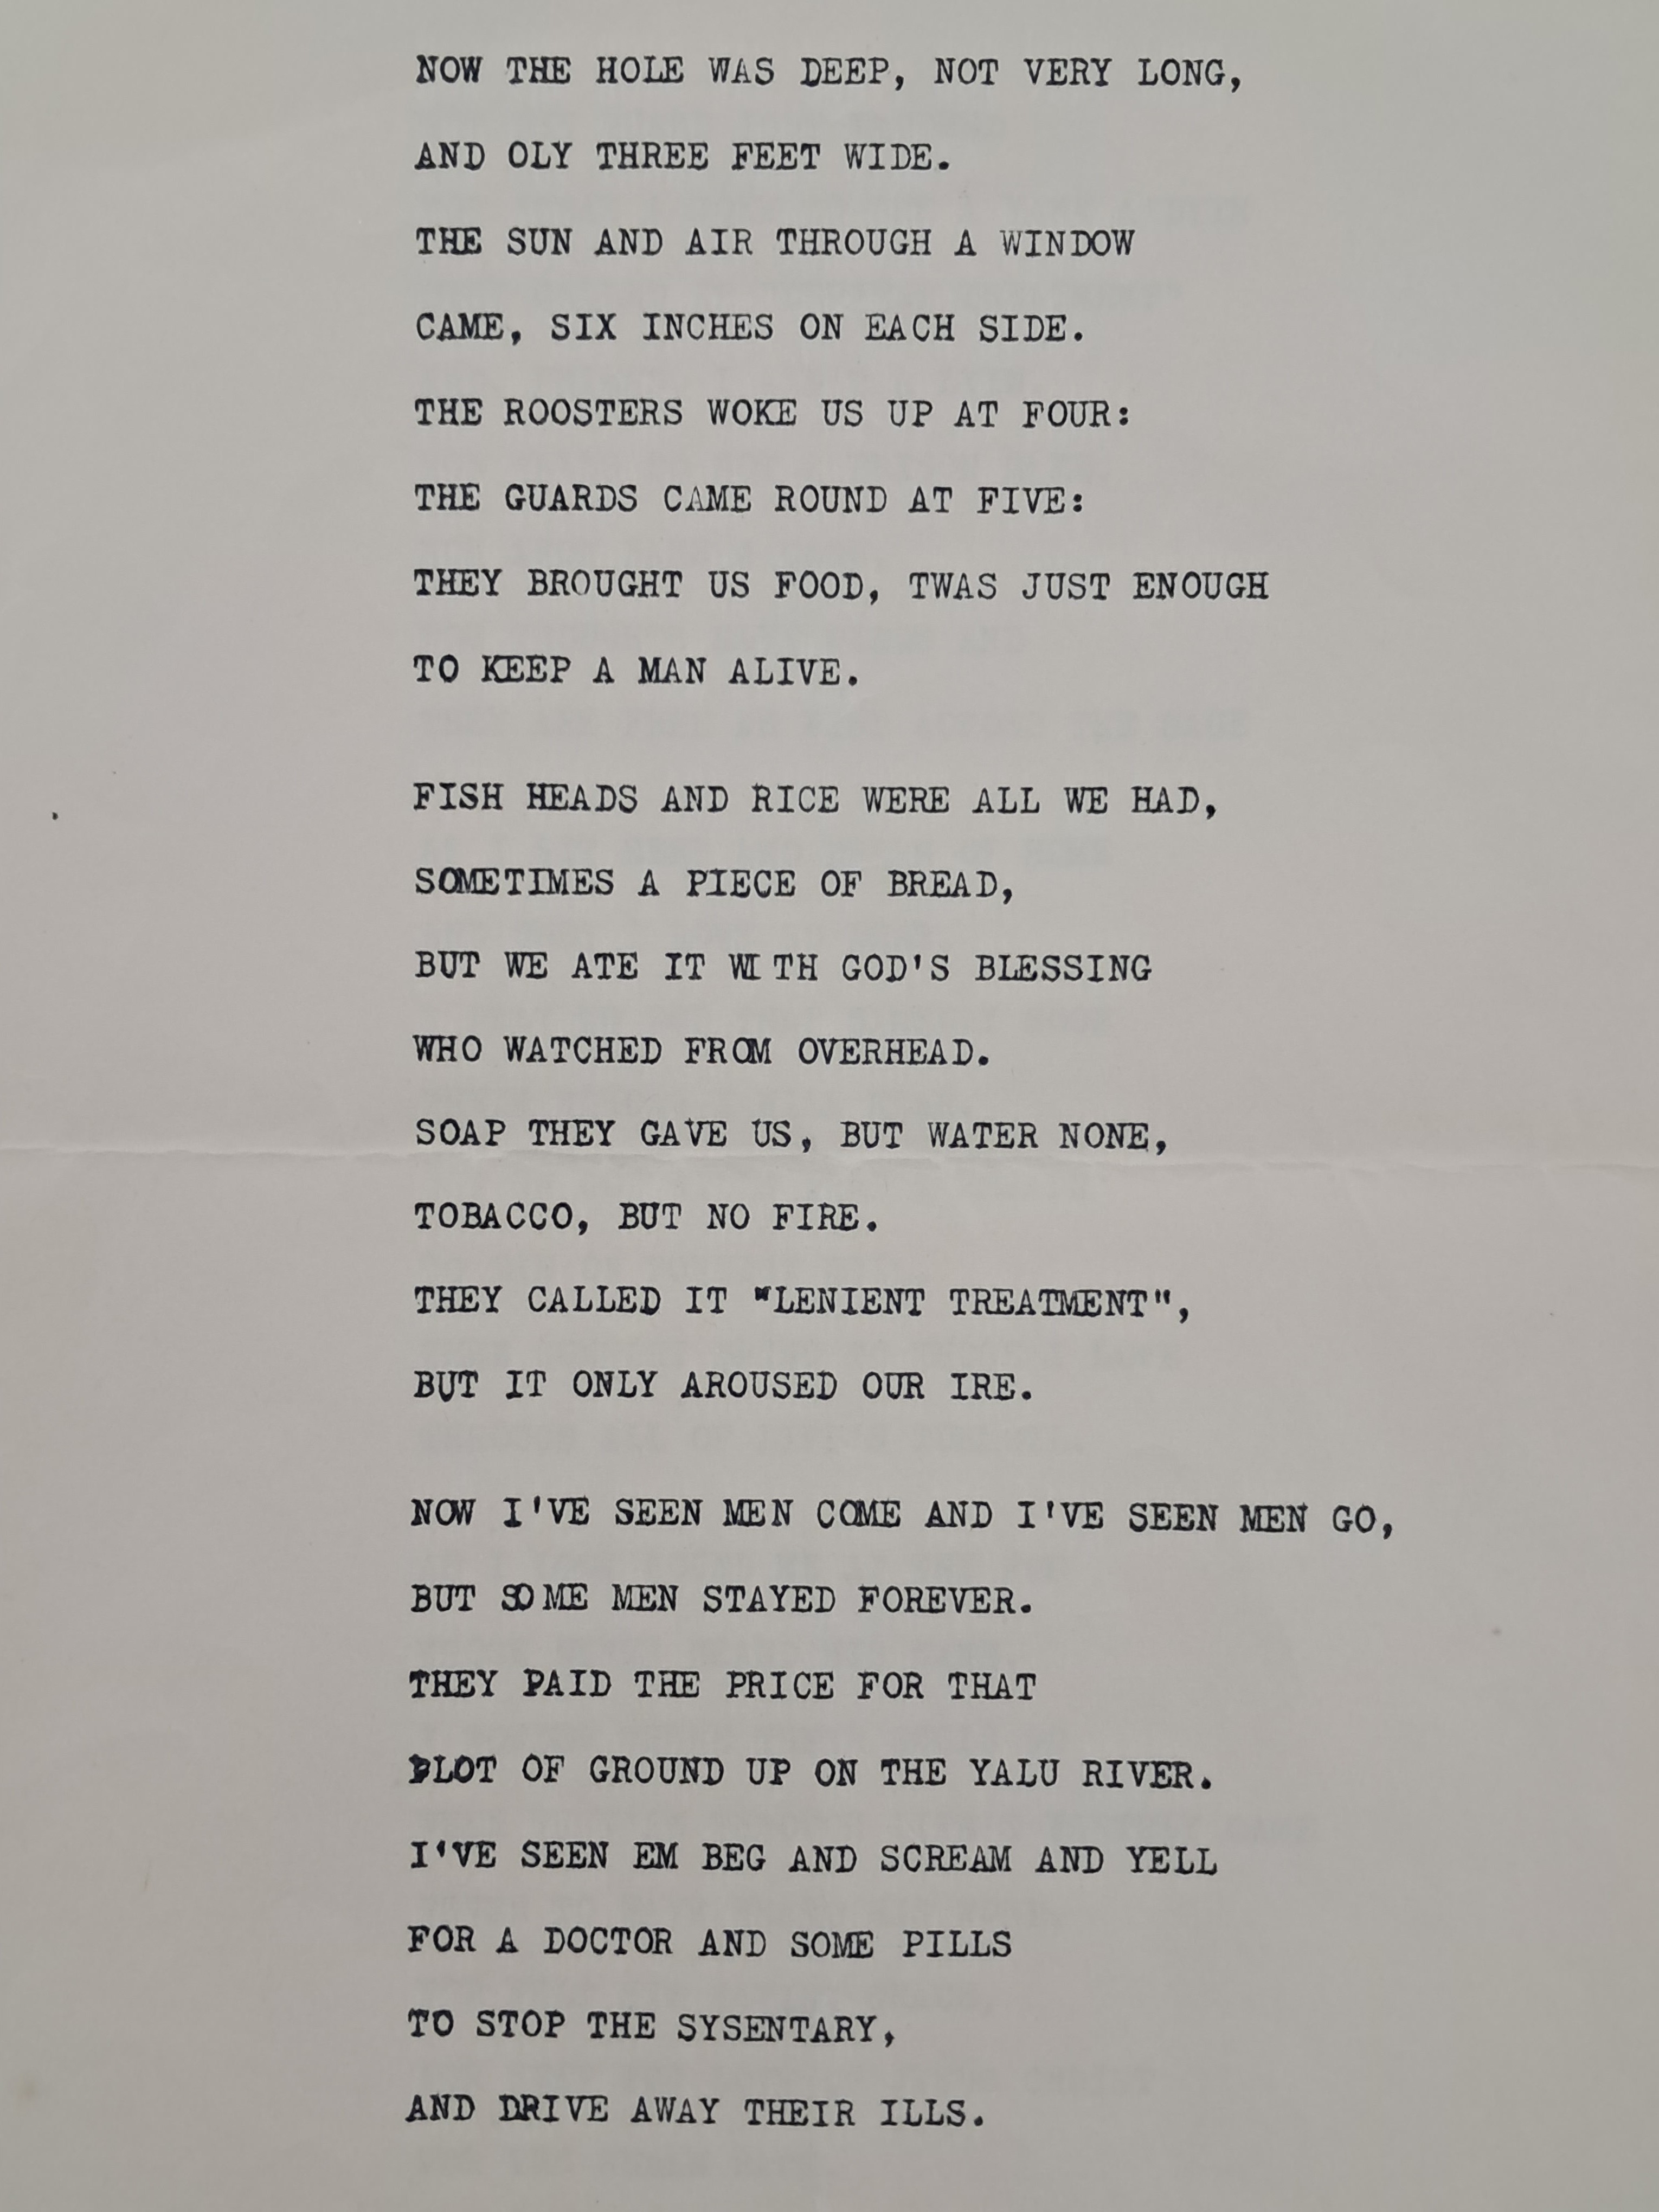 NOW THE HOLE WAS DEEP, NOT VERY LONG,
AND OLY THREE FEET WIDE.
THE SUN AND AIR THROUGH A WINDOW
CAME, SIX INCHES ON EACH SIDE.
THE ROOSTERS WOKE US UP AT FOUR:
THE GUARDS CAME ROUND AT FIVE:
THEY BROUGHT US FOOD, TWAS JUST ENOUGH
TO KEEP A MAN ALIVE.
FISH HEADS AND RICE WERE ALL WE HAD,
SOMETIMES A PIECE OF BREAD,
BUT WE ATE IT WITH GOD'S BLESSING
WHO WATCHED FROM OVERHEAD.
SOAP THEY GAVE US, BUT WATER NONE,
TOBACCO, BUT NO FIRE.
THEY CALLED IT "LENIENT TREATMENT",
BUT IT ONLY AROUSED OUR IRE.
NOW I'VE SEEN MEN COME AND I'VE SEEN MEN GO,
BUT SOME MEN STAYED FOREVER.
THEY PAID THE PRICE FOR THAT
PLOT OF GROUND UP ON THE YALU RIVER.
I'VE SEEN EM BEG AND SCREAM AND YELL
FOR A DOCTOR AND SOME PILLS
TO STOP THE SYSENTARY,
AND DRIVE AWAY THEIR ILLS.